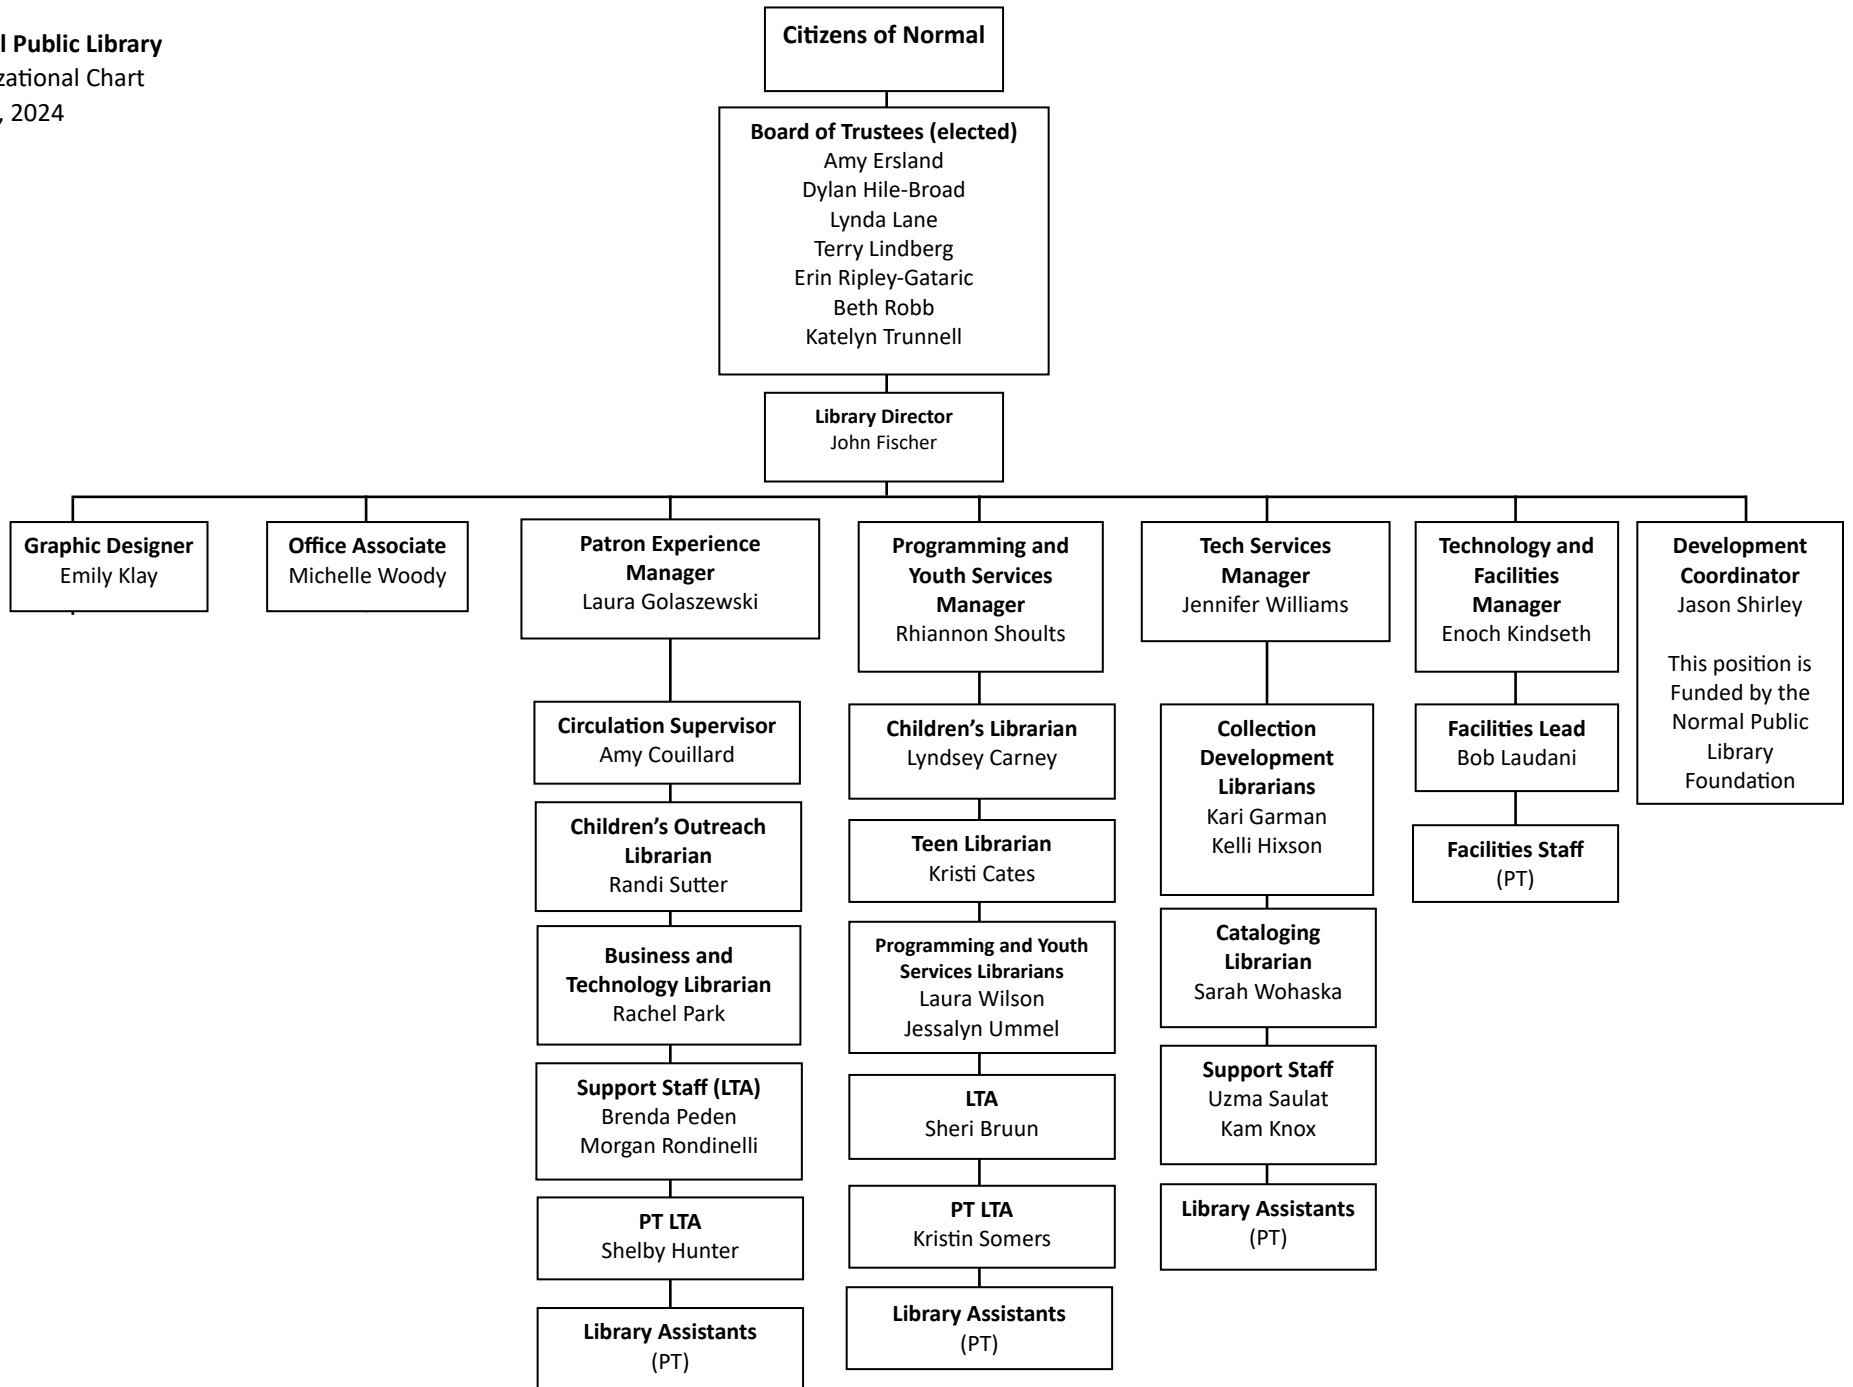 l Public Library
zational Chart
, 2024
Citizens of Normal
Board of Trustees (elected)
Amy Ersland
Dylan Hile-Broad
Lynda Lane
Terry Lindberg
Erin Ripley-Gataric
Beth Robb
Katelyn Trunnell
Library Director
John Fischer
Graphic Designer
Emily Klay
Office Associate
Michelle Woody
Patron Experience
Manager
Laura Golaszewski
Circulation Supervisor
Amy Couillard
Children’s Outreach
Librarian
Randi Sutter
Business and
Technology Librarian
Rachel Park
Support Staff (LTA)
Brenda Peden
Morgan Rondinelli
PT LTA
Shelby Hunter
Library Assistants
(PT)
Programming and
Youth Services
Manager
Rhiannon Shoults
Children’s Librarian
Lyndsey Carney
Teen Librarian
Kristi Cates
Programming and Youth
Services Librarians
Laura Wilson
Jessalyn Ummel
LTA
Sheri Bruun
PT LTA
Kristin Somers
Library Assistants
(PT)
Tech Services
Manager
Jennifer Williams
Collection
Development
Librarians
Kari Garman
Kelli Hixson
Cataloging
Librarian
Sarah Wohaska
Support Staff
Uzma Saulat
Kam Knox
Library Assistants
(PT)
Technology and
Facilities
Manager
Enoch Kindseth
Facilities Lead
Bob Laudani
Facilities Staff
(PT)
Development
Coordinator
Jason Shirley
This position is
Funded by the
Normal Public
Library
Foundation